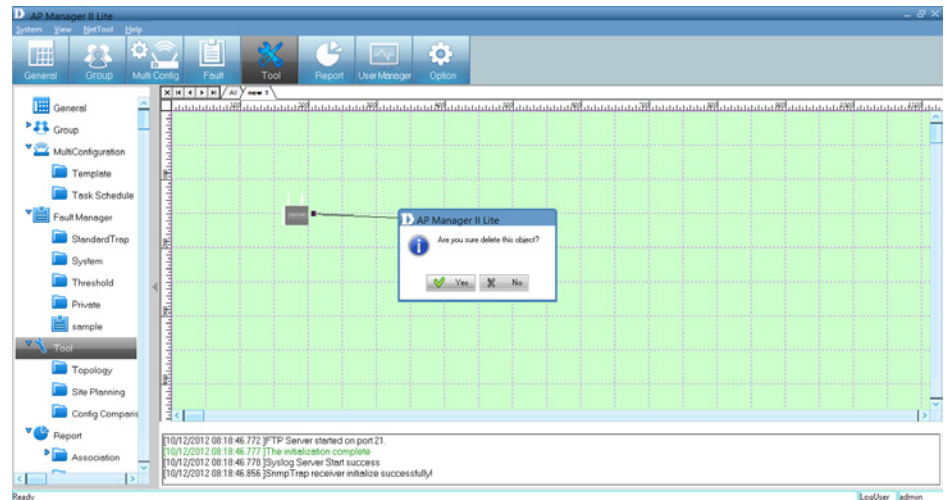 AP Manager II Lite
System View NetTool Help
General Group Multi Config Fault Tool Report User Manager Option
All new 1
General
Group
MultiConfiguration
Template
Task Schedule
Fault Manager
StandardTrap
System
Threshold
Private
sample
Tool
Topology
Site Planning
Config Comparis
Report
Association
AP Manager II Lite
Are you sure delete this object?
Yes No
[10/12/2012 08:18:46.772 ]FTP Server started on port 21.
[10/12/2012 08:18:46.777 ]The initialization complete
[10/12/2012 08:18:46.778 ]Syslog Server Start success
[10/12/2012 08:18:46.856 ]SnmpTrap receiver initialize successfully!
Ready LogUser admin